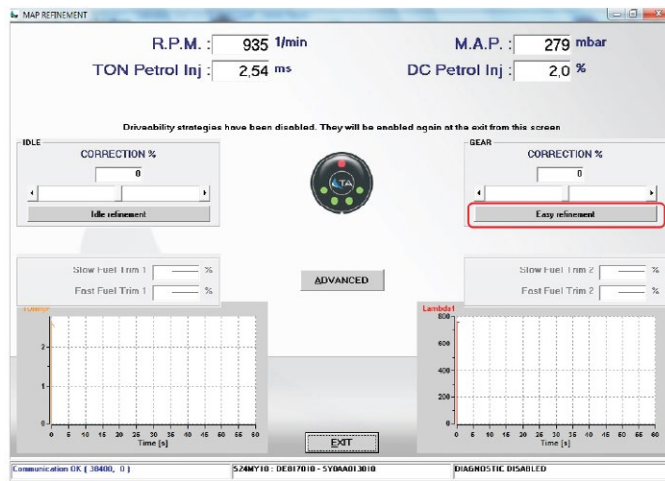 MAP REFINEMENT
R.P.M. : 935 1/min
M.A.P. : 279 mbar
TON Petrol Inj : 2,54 ms
DC Petrol Inj : 2,0 %
Driveability strategies have been disabled. They will be enabled again at the exit from this screen
IDLE
GEAR
CORRECTION %
CORRECTION %
0
0
Idle refinement
Easy refinement
Slow Fuel Trim 1 %
Slow Fuel Trim 2 %
Fast Fuel Trim 1 %
Fast Fuel Trim 2 %
ADVANCED
Lambda1
2
1
0
0 5 10 15 20 25 30 35 40 45 50 55 60
Time [s]
800
600
400
200
0
0 5 10 15 20 25 30 35 40 45 50 55 60
Time [s]
EXIT
Communication OK ( 38400, 0 )
DIAGNOSTIC DISABLED